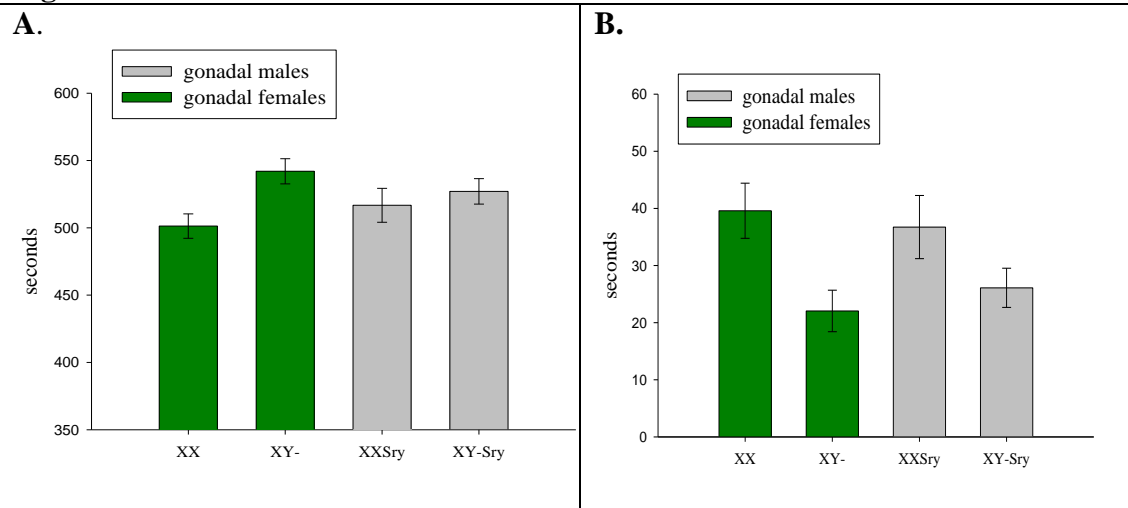 A.
gonadal males
gonadal females
600
550
500
450
400
350
seconds
XX XY- XXSry XY-Sry
B.
gonadal males
gonadal females
60
50
40
30
20
10
0
seconds
XX XY- XXSry XY-Sry